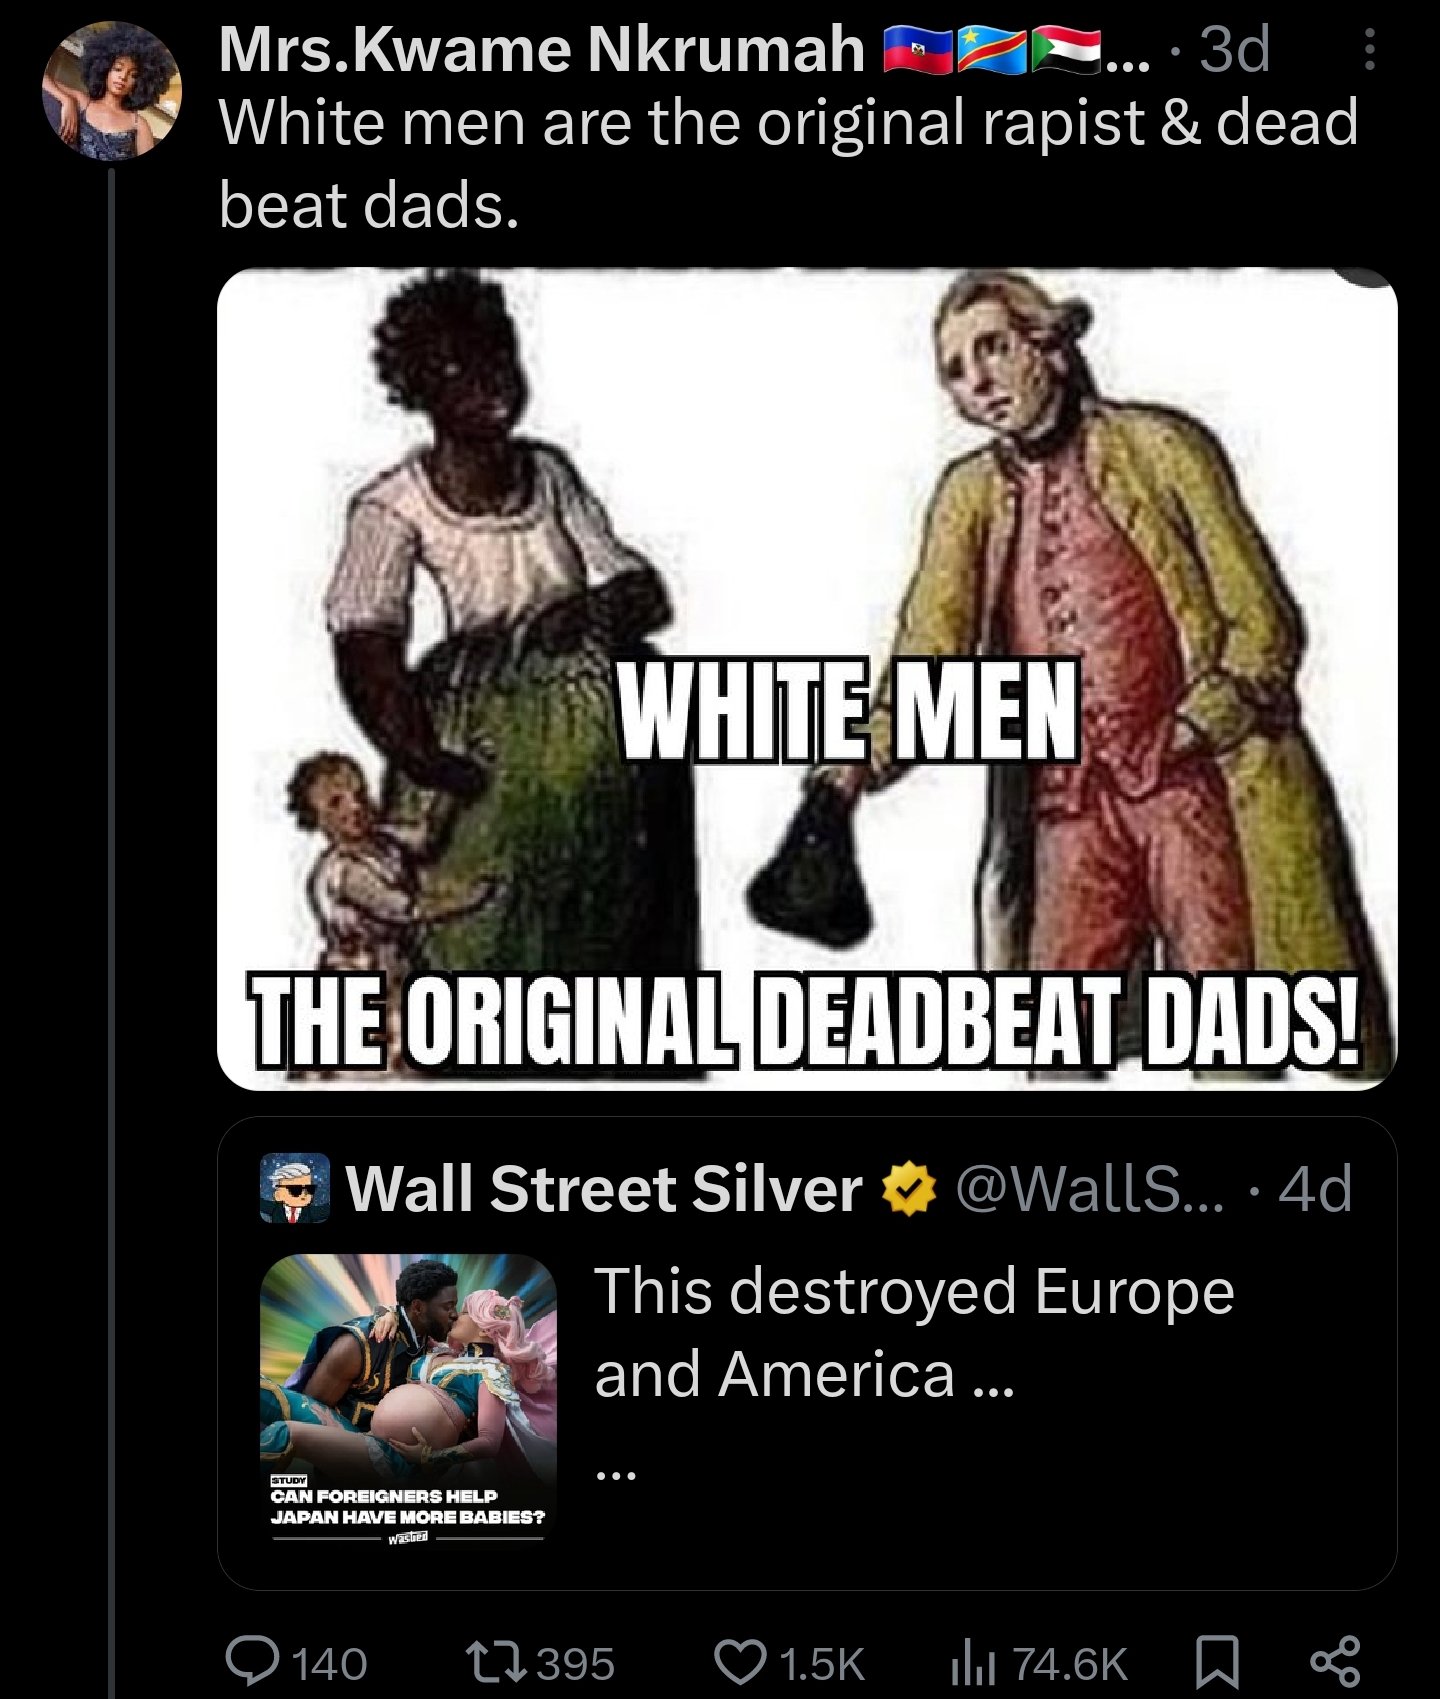 Mrs.Kwame Nkrumah 🇭🇹🇨🇩🇸🇩... · 3d
White men are the original rapist & dead
beat dads.
WHITE MEN
THE ORIGINAL DEADBEAT DADS!
Wall Street Silver @WallS... · 4d
This destroyed Europe
and America ...
...
STUDY
CAN FOREIGNERS HELP
JAPAN HAVE MORE BABIES?
Wasted
140 395 1.5K 74.6K